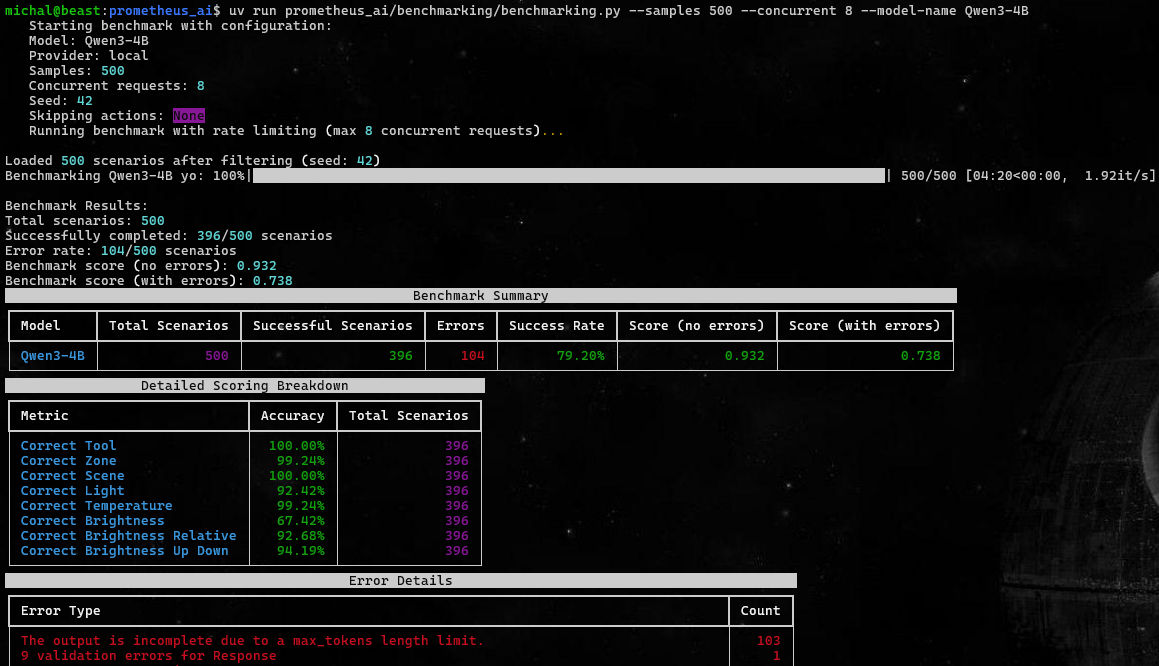 michal@beast:prometheus_ai$ uv run prometheus_ai/benchmarking/benchmarking.py --samples 500 --concurrent 8 --model-name Qwen3-4B
Starting benchmark with configuration:
Model: Qwen3-4B
Provider: local
Samples: 500
Concurrent requests: 8
Seed: 42
Skipping actions: None
Running benchmark with rate limiting (max 8 concurrent requests)...
Loaded 500 scenarios after filtering (seed: 42)
Benchmarking Qwen3-4B yo: 100%| | 500/500 [04:20<00:00, 1.92it/s]
Benchmark Results:
Total scenarios: 500
Successfully completed: 396/500 scenarios
Error rate: 104/500 scenarios
Benchmark score (no errors): 0.932
Benchmark score (with errors): 0.738
Benchmark Summary
Model Total Scenarios Successful Scenarios Errors Success Rate Score (no errors) Score (with errors)
Qwen3-4B 500 396 104 79.20% 0.932 0.738
Detailed Scoring Breakdown
Metric Accuracy Total Scenarios
Correct Tool 100.00% 396
Correct Zone 99.24% 396
Correct Scene 100.00% 396
Correct Light 92.42% 396
Correct Temperature 99.24% 396
Correct Brightness 67.42% 396
Correct Brightness Relative 92.68% 396
Correct Brightness Up Down 94.19% 396
Error Details
Error Type Count
The output is incomplete due to a max_tokens length limit. 103
9 validation errors for Response 1